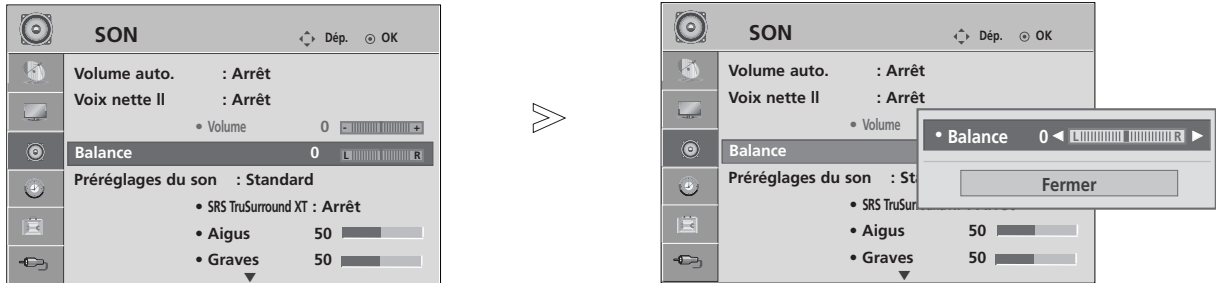 SON Dép. OK
Volume auto. : Arrêt
Voix nette ll : Arrêt
• Volume 0 - +
Balance 0 L R
Préréglages du son : Standard
• SRS TruSurround XT : Arrêt
• Aigus 50
• Graves 50
SON Dép. OK
Volume auto. : Arrêt
Voix nette ll : Arrêt
• Volume
Balance
• Balance 0 L R
Fermer
Préréglages du son : St
• SRS
• Aigus 50
• Graves 50